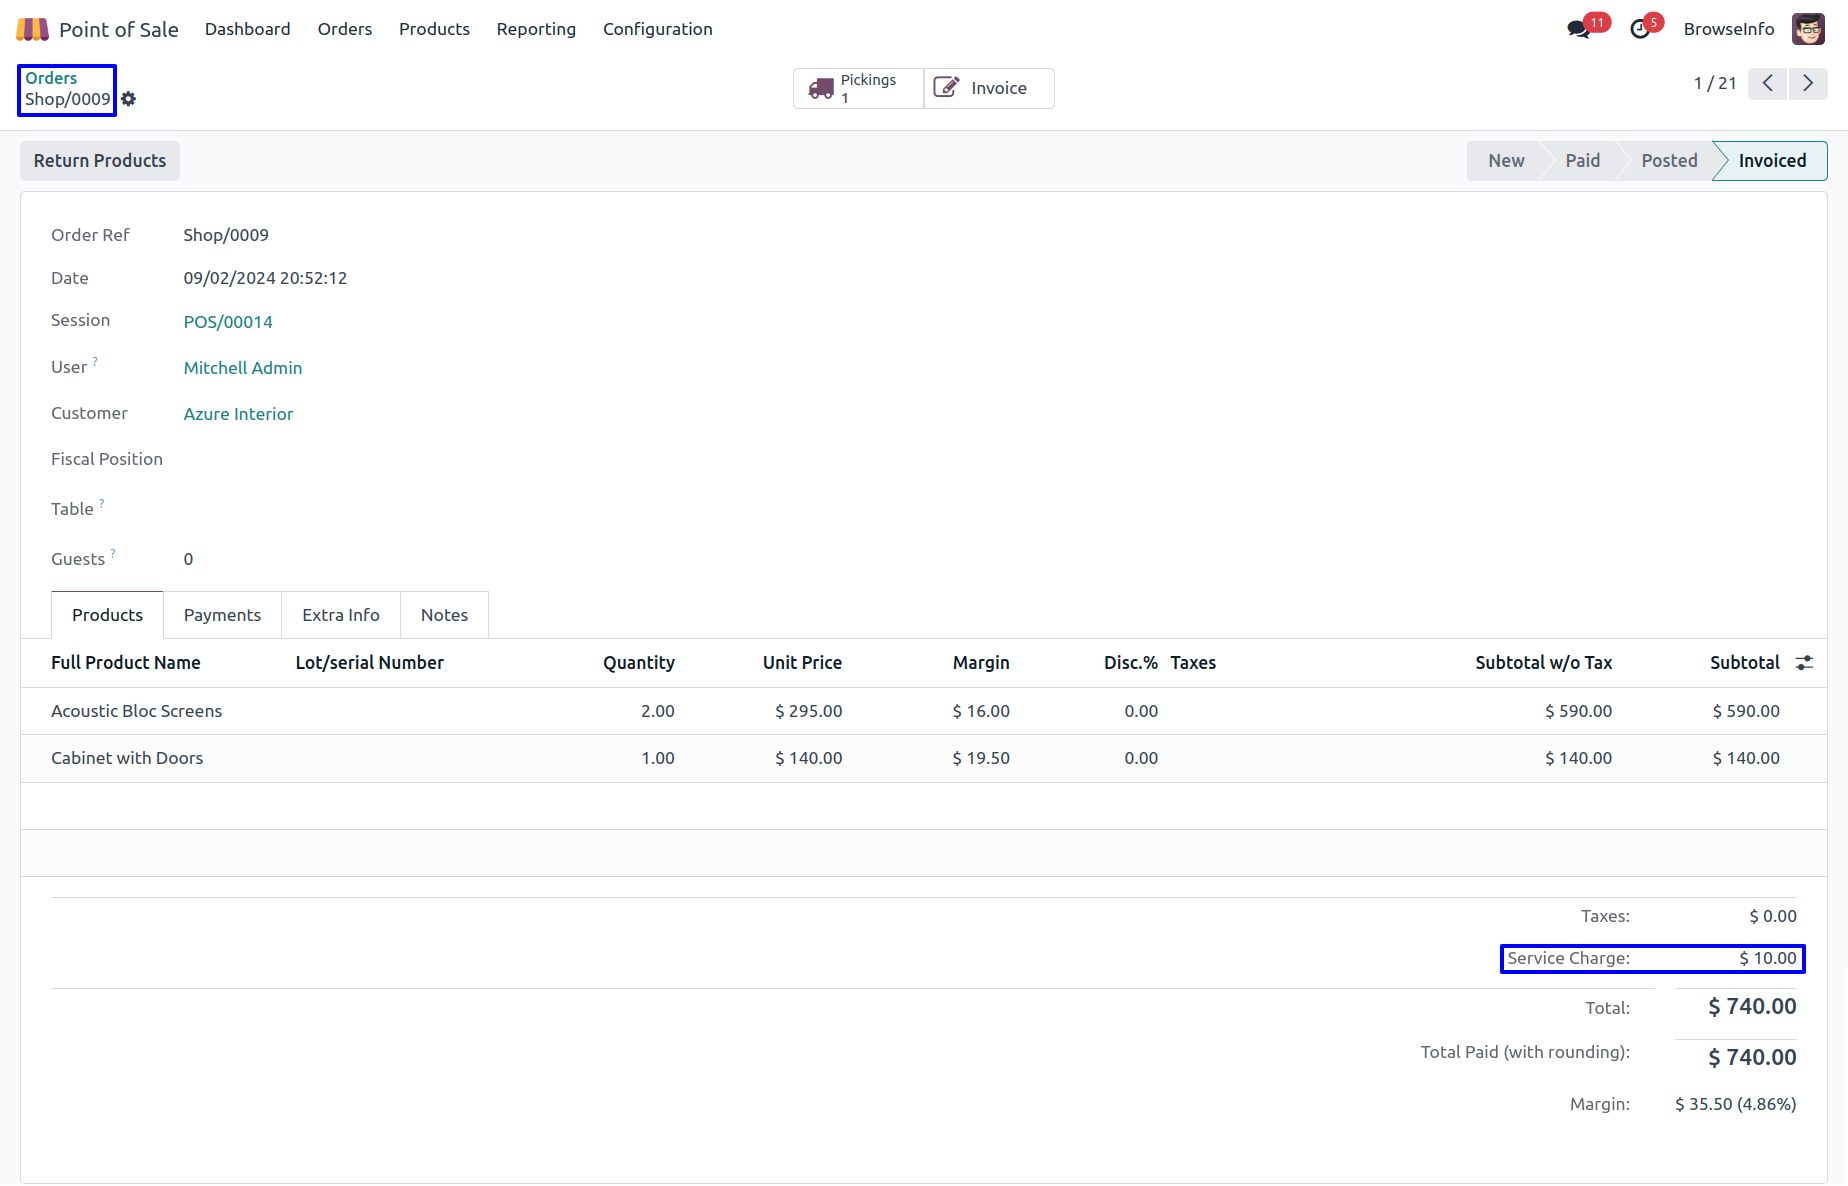 Point of Sale Dashboard Orders Products Reporting Configuration 11 5 BrowseInfo
Orders
Shop/0009
Pickings
1
Invoice
1 / 21
Return Products
New Paid Posted Invoiced
Order Ref Shop/0009
Date 09/02/2024 20:52:12
Session POS/00014
User ? Mitchell Admin
Customer Azure Interior
Fiscal Position
Table ?
Guests ? 0
Products Payments Extra Info Notes
Full Product Name Lot/serial Number Quantity Unit Price Margin Disc.% Taxes Subtotal w/o Tax Subtotal
Acoustic Bloc Screens 2.00 $ 295.00 $ 16.00 0.00 $ 590.00 $ 590.00
Cabinet with Doors 1.00 $ 140.00 $ 19.50 0.00 $ 140.00 $ 140.00
Taxes: $ 0.00
Service Charge: $ 10.00
Total: $ 740.00
Total Paid (with rounding): $ 740.00
Margin: $ 35.50 (4.86%)